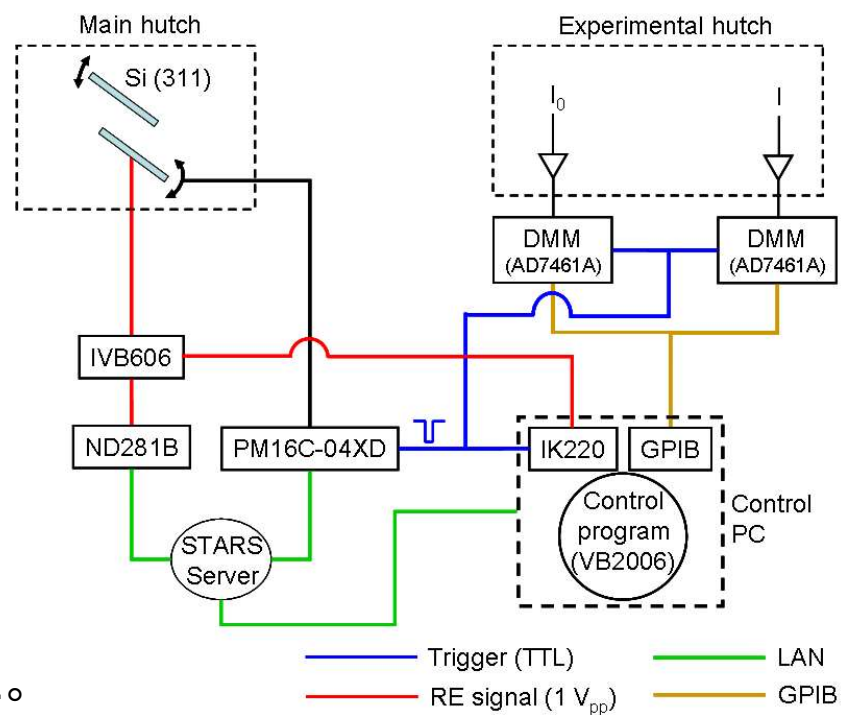 Main hutch
Experimental hutch
Si (311)
I0
I
DMM
(AD7461A)
DMM
(AD7461A)
IVB606
ND281B
PM16C-04XD
IK220
GPIB
Control
program
(VB2006)
Control
PC
STARS
Server
Trigger (TTL)
LAN
RE signal (1 Vpp)
GPIB